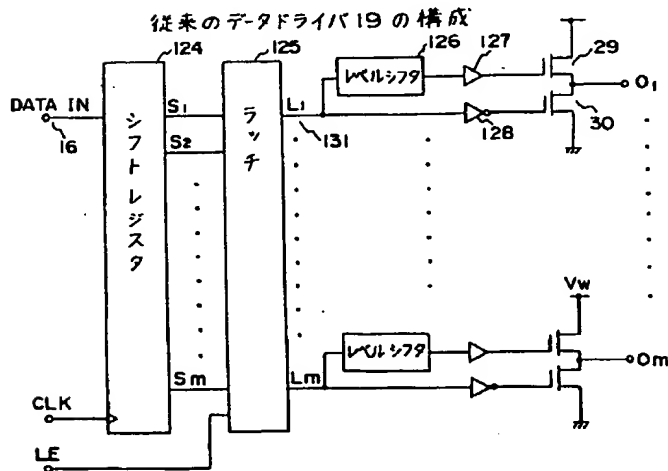 従来のデータドライバ19の構成
124
125
126
127
29
レベルシフタ
DATA IN
S1
L1
O1
16
シフトレジスタ
ラッチ
S2
131
128
30
Vw
レベルシフタ
Sm
Lm
Om
CLK
LE